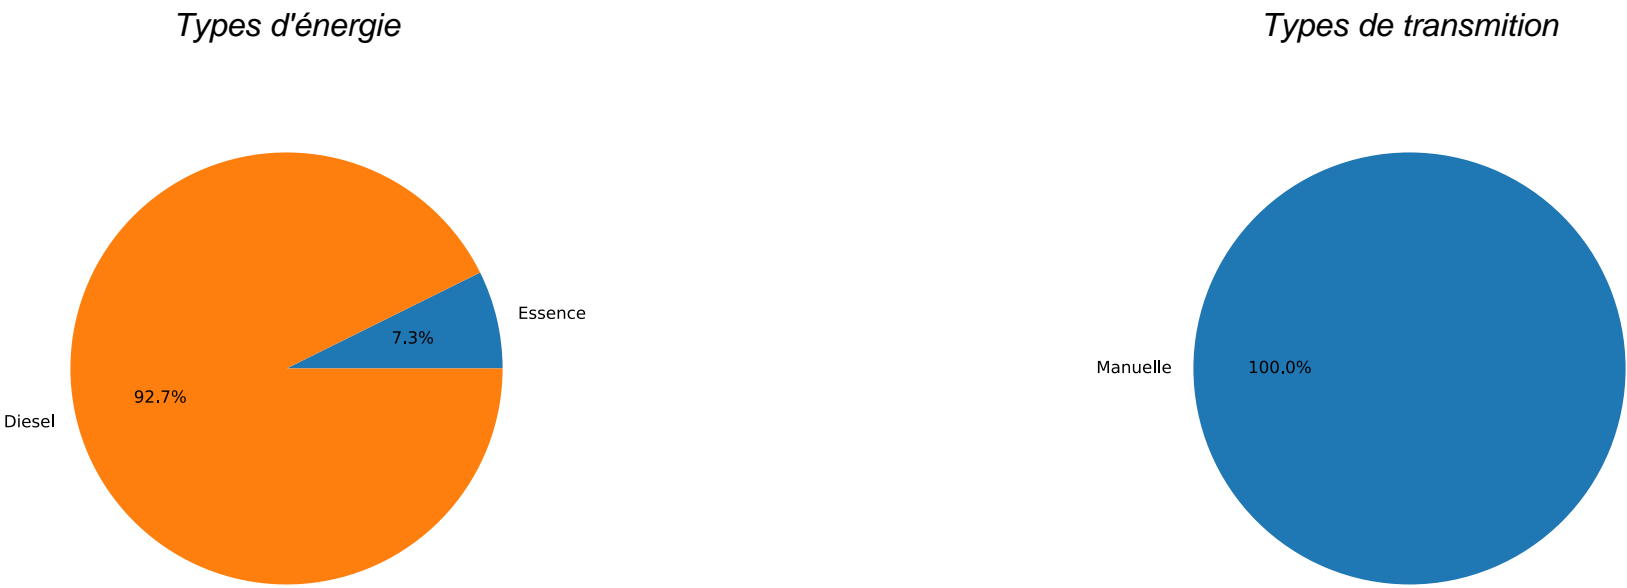 Types d'énergie
Types de transmition
Essence
7.3%
92.7%
Diesel
Manuelle
100.0%